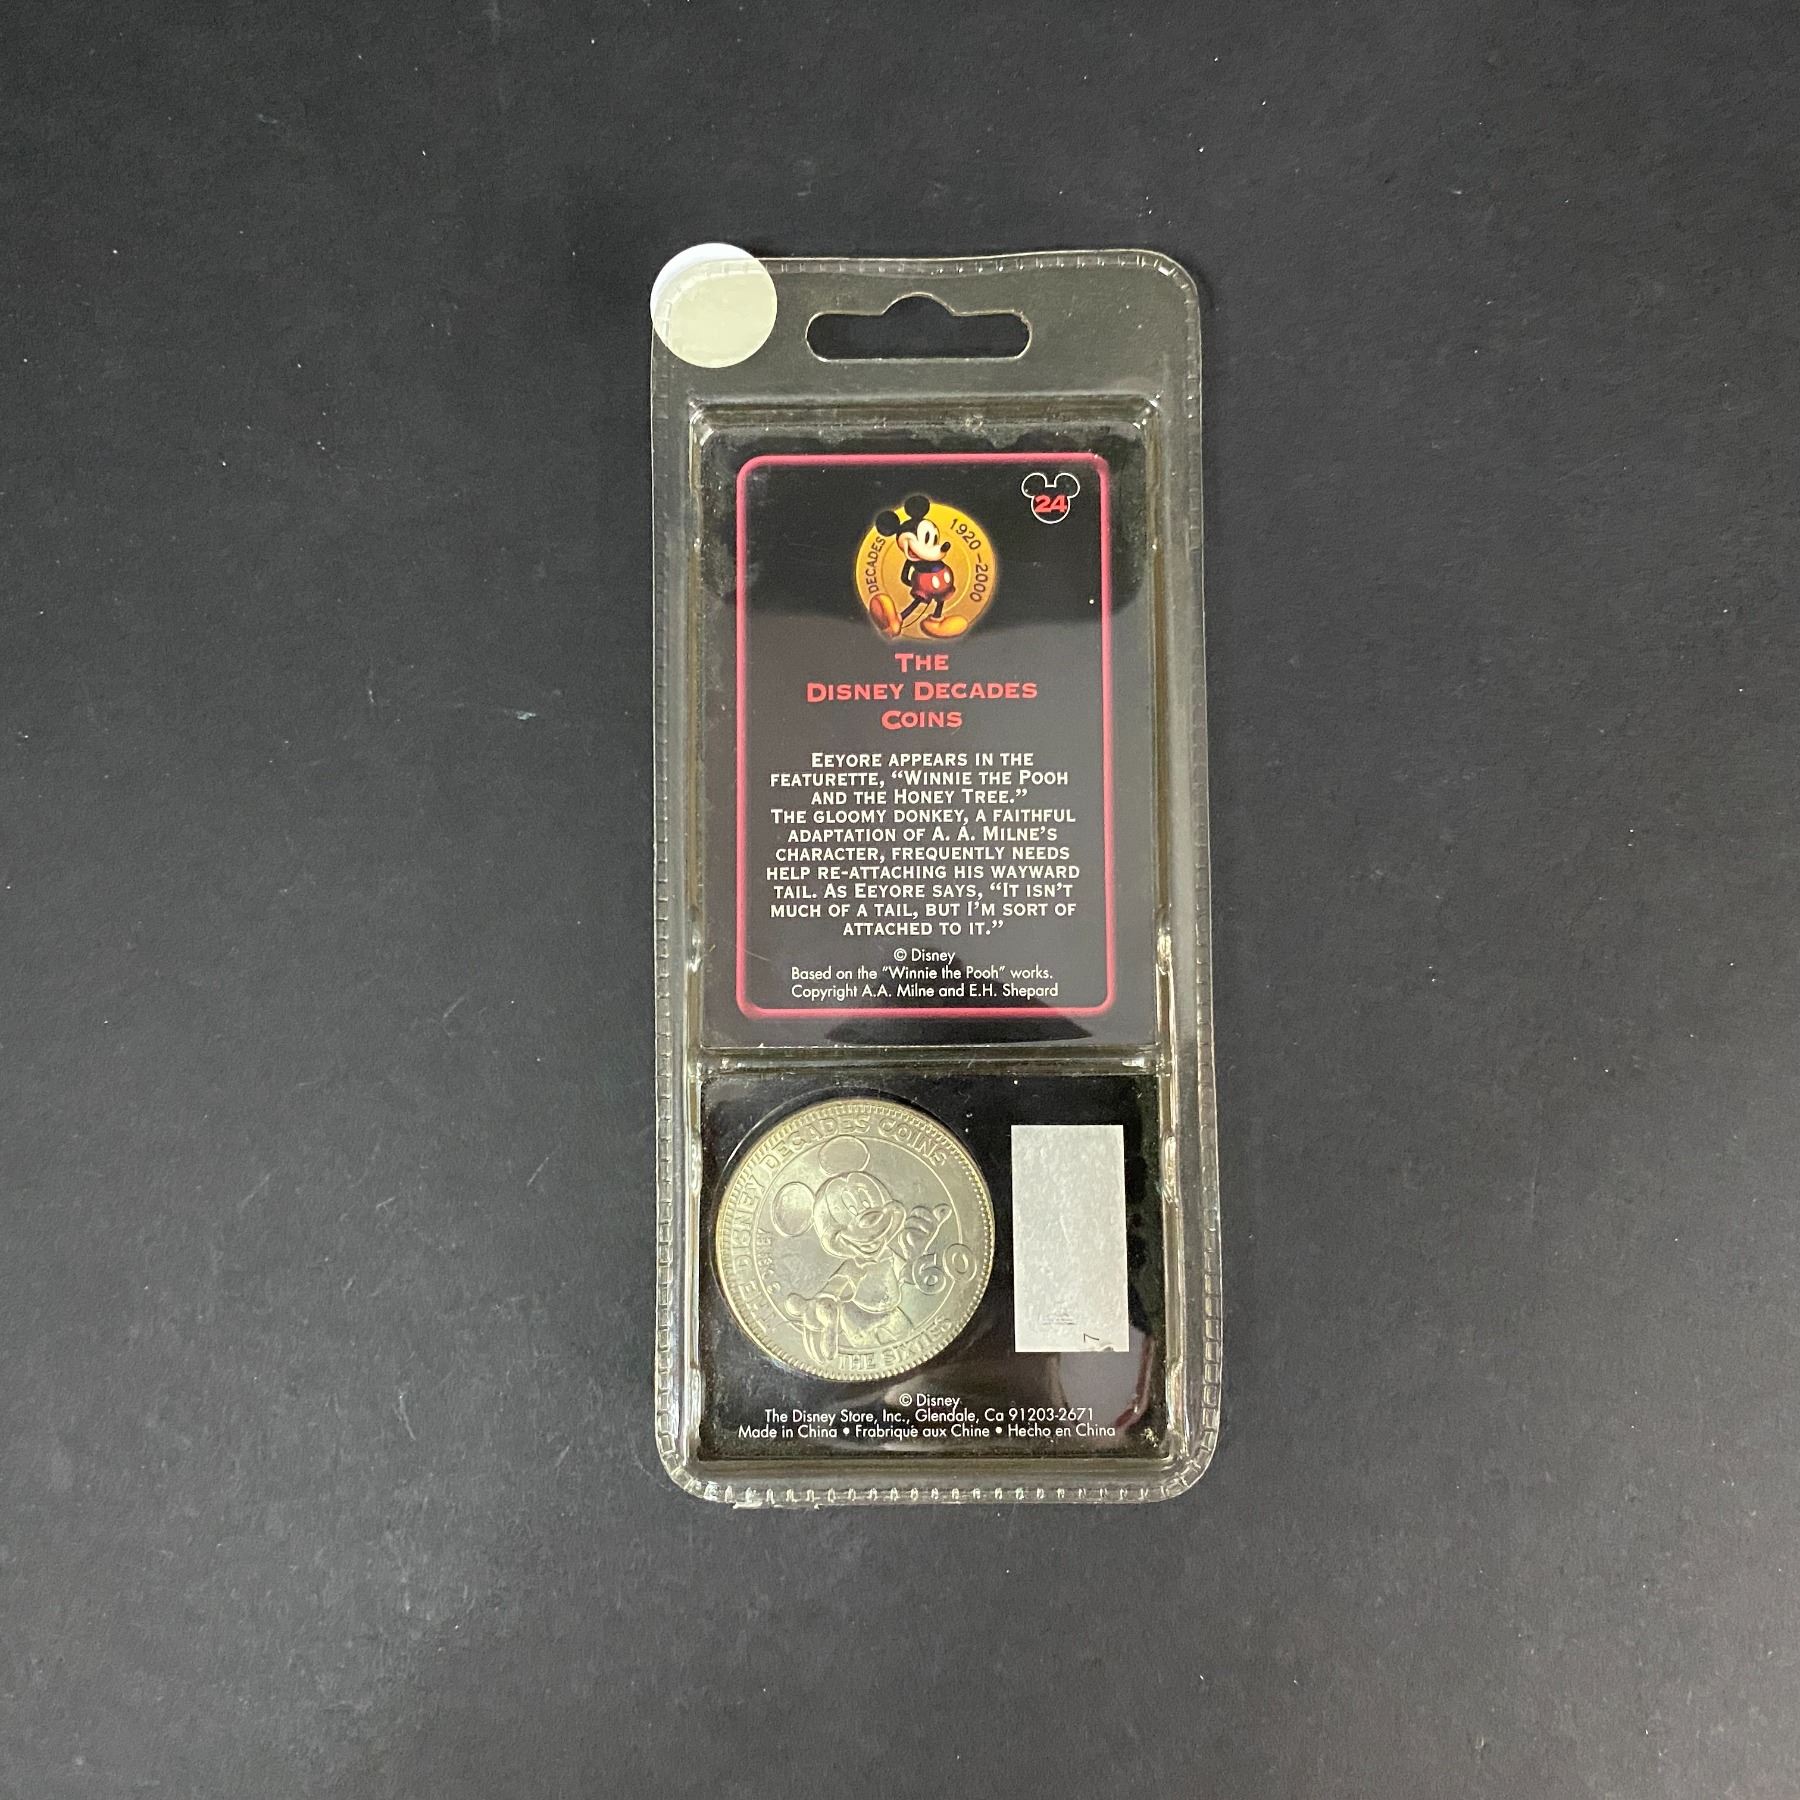 24
DECADES 1920-2000
THE
DISNEY DECADES
COINS
EEYORE APPEARS IN THE
FEATURETTE, “WINNIE THE POOH
AND THE HONEY TREE.”
THE GLOOMY DONKEY, A FAITHFUL
ADAPTATION OF A. A. MILNE’S
CHARACTER, FREQUENTLY NEEDS
HELP RE-ATTACHING HIS WAYWARD
TAIL. AS EEYORE SAYS, “IT ISN’T
MUCH OF A TAIL, BUT I’M SORT OF
ATTACHED TO IT.”
© Disney
Based on the "Winnie the Pooh" works.
Copyright A.A. Milne and E.H. Shepard
THE DISNEY DECADES COINS
© DISNEY
60
THE SIXTIES
7
© Disney
The Disney Store, Inc., Glendale, Ca 91203-2671
Made in China • Frabriqué aux Chine • Hecho en China